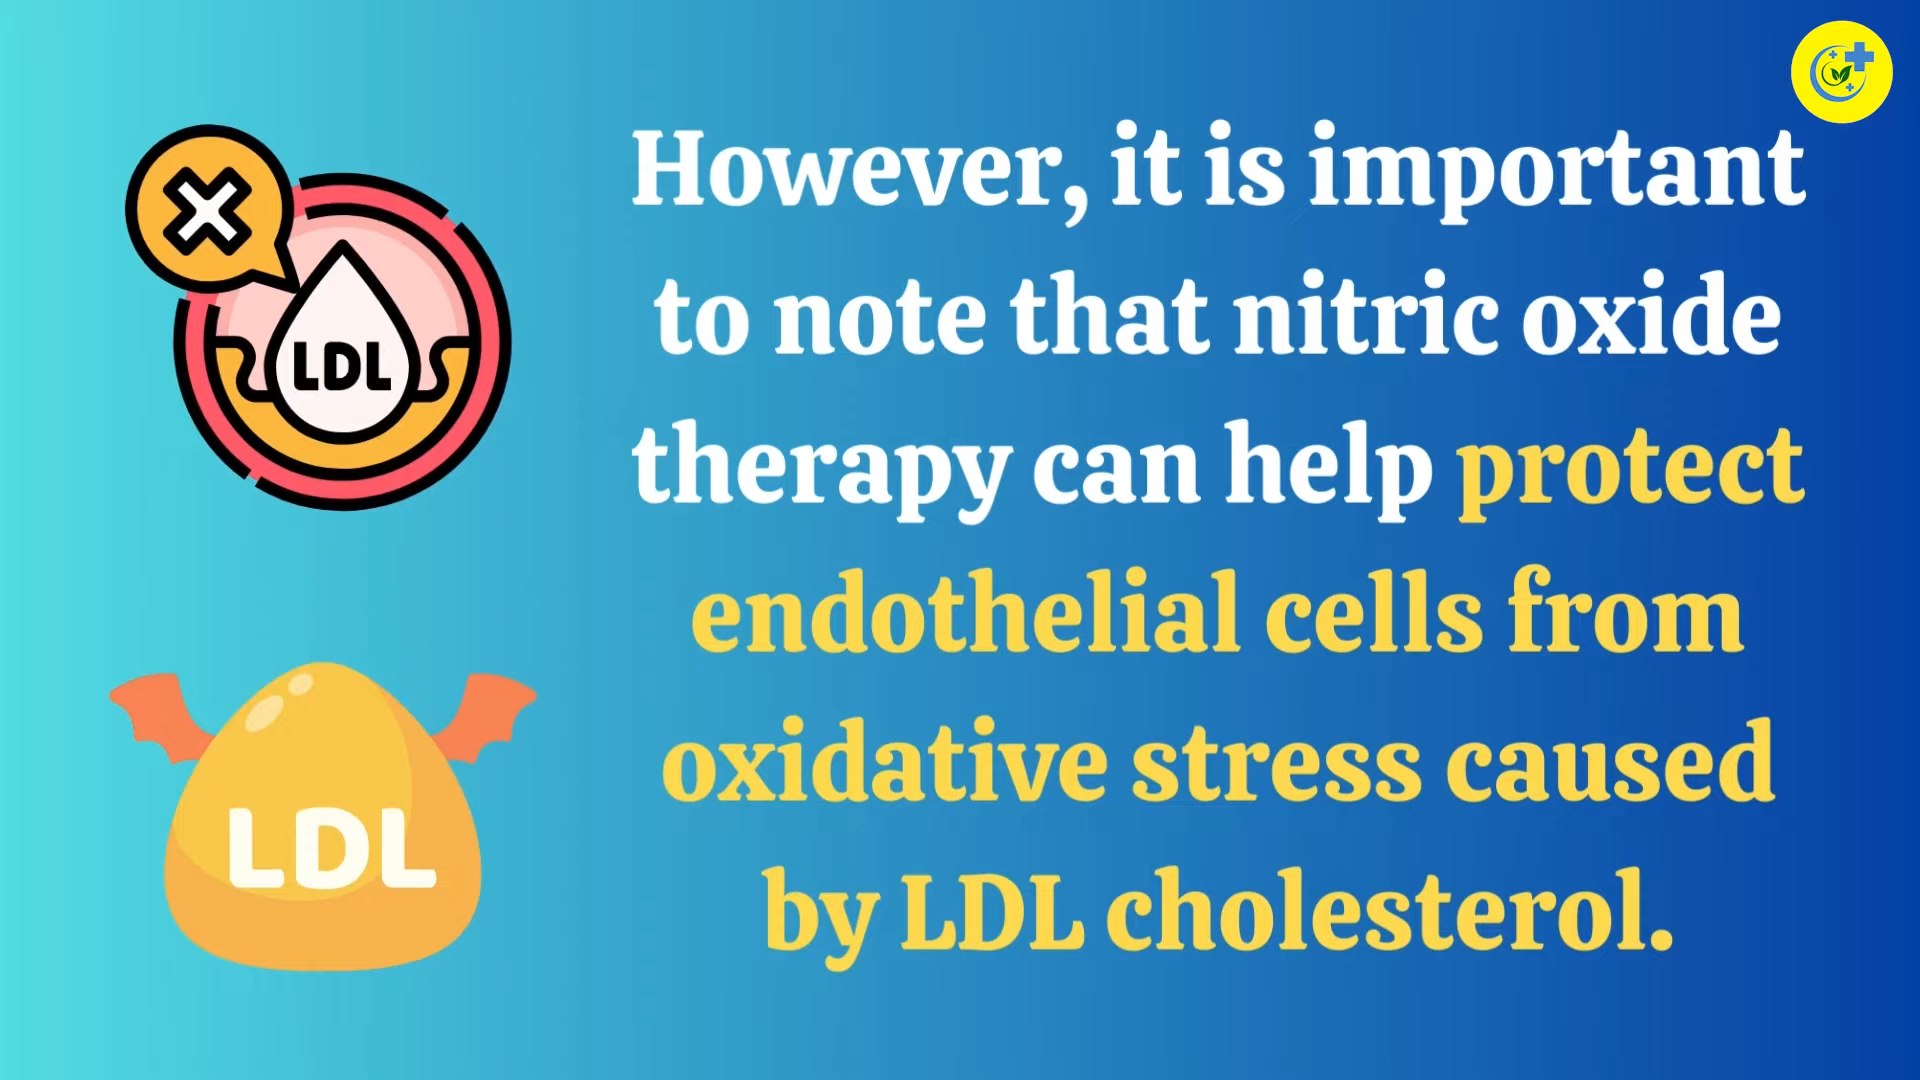 LDL
LDL
However, it is important
to note that nitric oxide
therapy can help protect
endothelial cells from
oxidative stress caused
by LDL cholesterol.